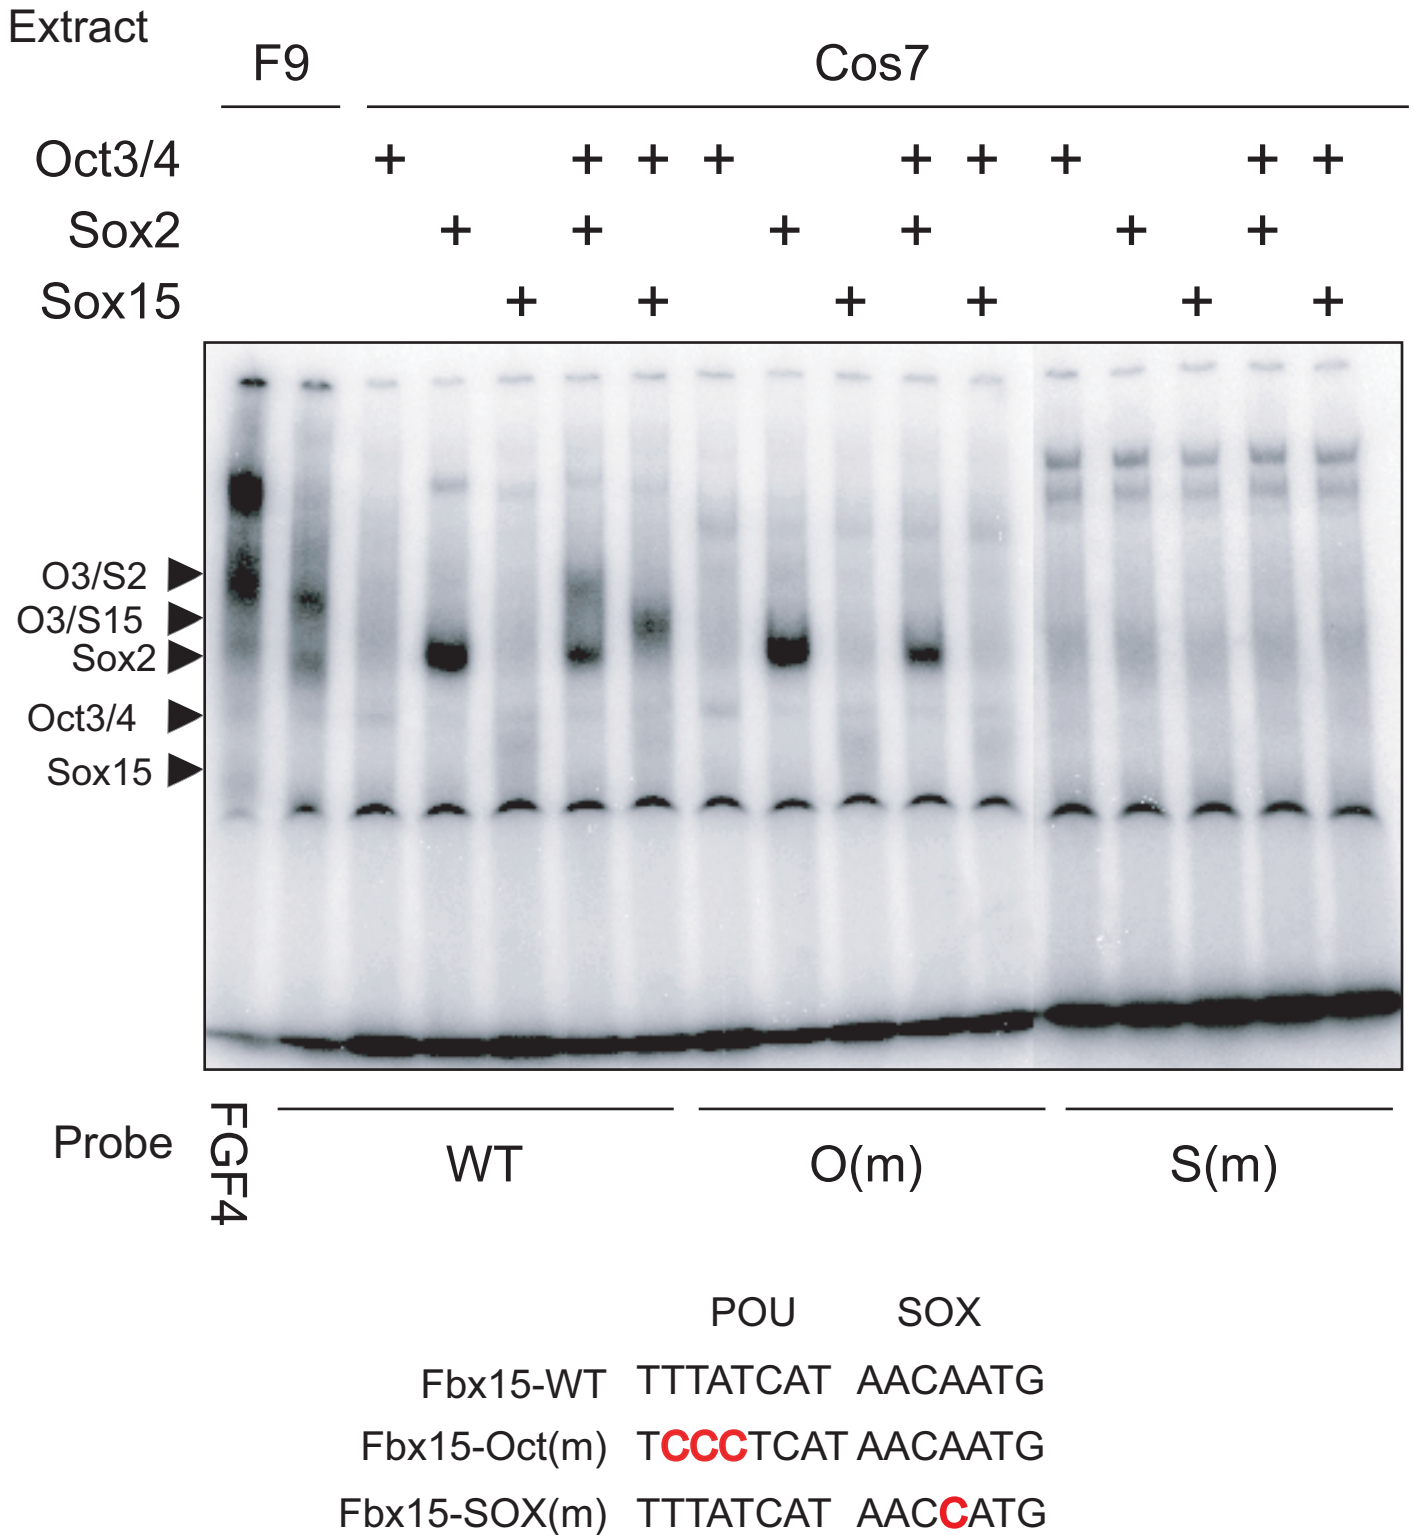 Extract
F9 Cos7
Oct3/4 + + + + + + + + +
Sox2 + + + + + +
Sox15 + + + + + +
O3/S2
O3/S15
Sox2
Oct3/4
Sox15
Probe FGF4 WT O(m) S(m)
POU SOX
Fbx15-WT TTTATCAT AACAATG
Fbx15-Oct(m) TCCCTCAT AACAATG
Fbx15-SOX(m) TTTATCAT AACCATG